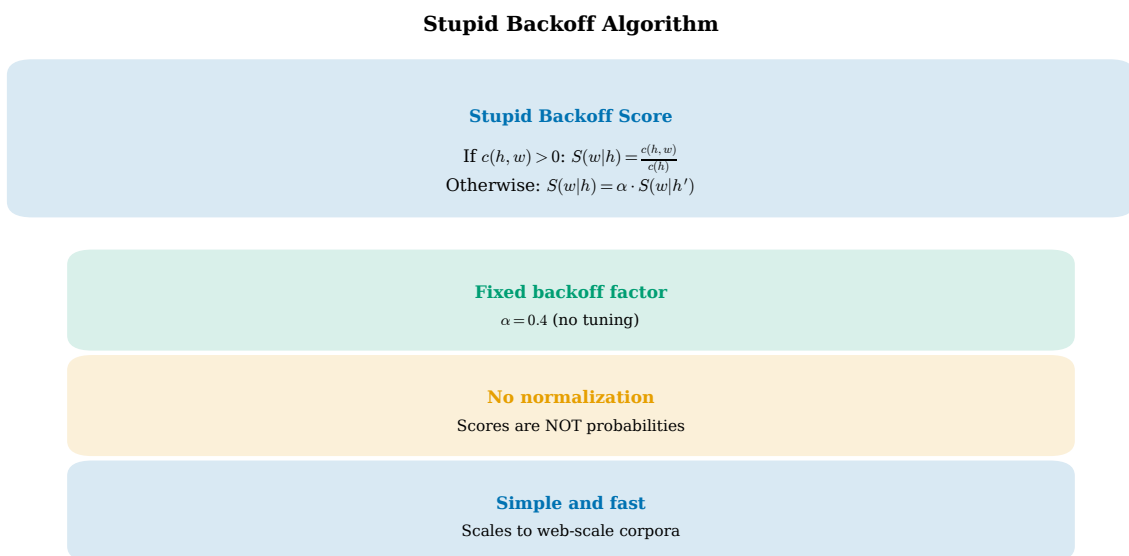 Stupid Backoff Algorithm
Stupid Backoff Score
If c(h, w) > 0: S(w|h) = c(h, w)/c(h)
Otherwise: S(w|h) = α · S(w|h′)
Fixed backoff factor
α = 0.4 (no tuning)
No normalization
Scores are NOT probabilities
Simple and fast
Scales to web-scale corpora